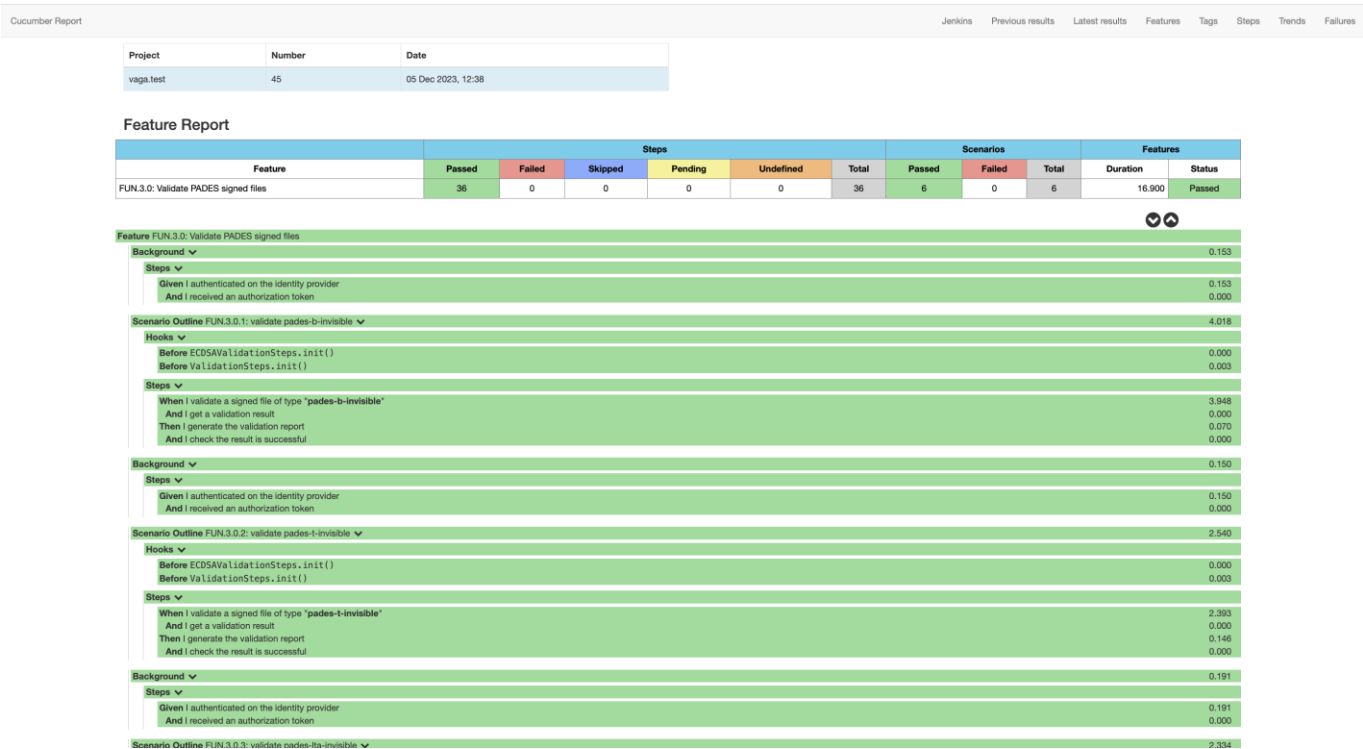 Cucumber Report Jenkins Previous results Latest results Features Tags Steps Trends Failures
Project Number Date
vaga.test 45 05 Dec 2023, 12:38
Feature Report
Steps Scenarios Features
Feature Passed Failed Skipped Pending Undefined Total Passed Failed Total Duration Status
FUN.3.0: Validate PADES signed files 36 0 0 0 0 36 6 0 6 16.900 Passed
Feature FUN.3.0: Validate PADES signed files
Background 0.153
Steps
Given I authenticated on the identity provider 0.153
And I received an authorization token 0.000
Scenario Outline FUN.3.0.1: validate pades-b-invisible 4.018
Hooks
Before ECDSAValidationSteps.init() 0.000
Before ValidationSteps.init() 0.003
Steps
When I validate a signed file of type "pades-b-invisible" 3.948
And I get a validation result 0.000
Then I generate the validation report 0.070
And I check the result is successful 0.000
Background 0.150
Steps
Given I authenticated on the identity provider 0.150
And I received an authorization token 0.000
Scenario Outline FUN.3.0.2: validate pades-t-invisible 2.540
Hooks
Before ECDSAValidationSteps.init() 0.000
Before ValidationSteps.init() 0.003
Steps
When I validate a signed file of type "pades-t-invisible" 2.393
And I get a validation result 0.000
Then I generate the validation report 0.146
And I check the result is successful 0.000
Background 0.191
Steps
Given I authenticated on the identity provider 0.191
And I received an authorization token 0.000
Scenario Outline FUN.3.0.3: validate pades-lta-invisible 2.334